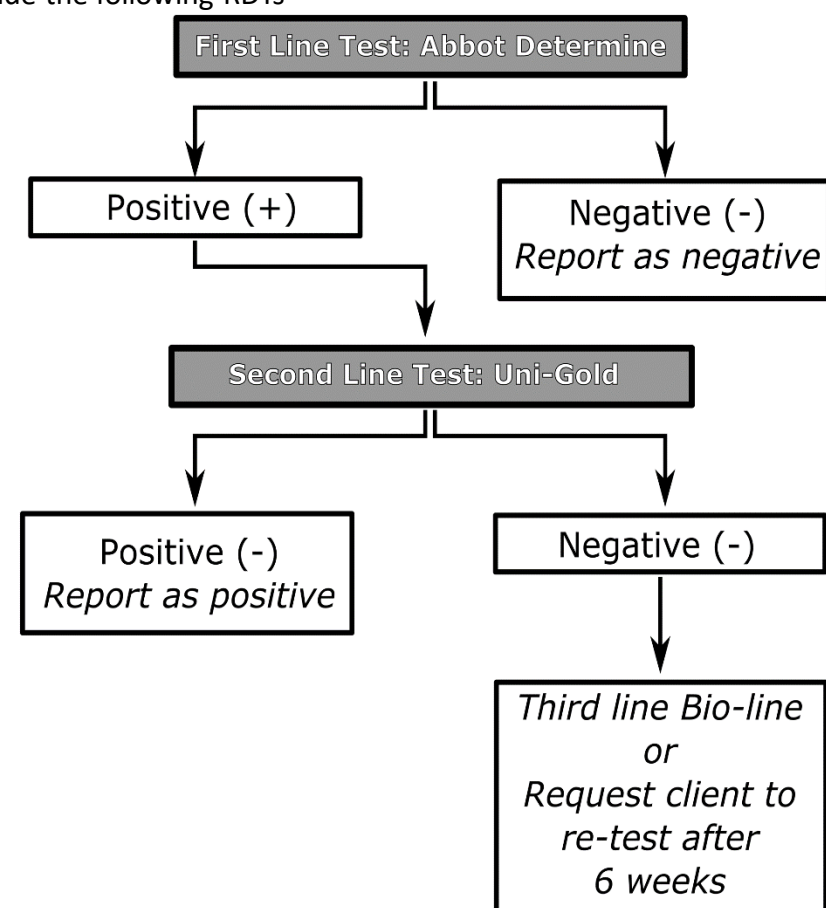 the following RDTs
First Line Test: Abbot Determine
Positive (+)
Negative (-)
Report as negative
Second Line Test: Uni-Gold
Positive (-)
Report as positive
Negative (-)
Third line Bio-line
or
Request client to
re-test after
6 weeks